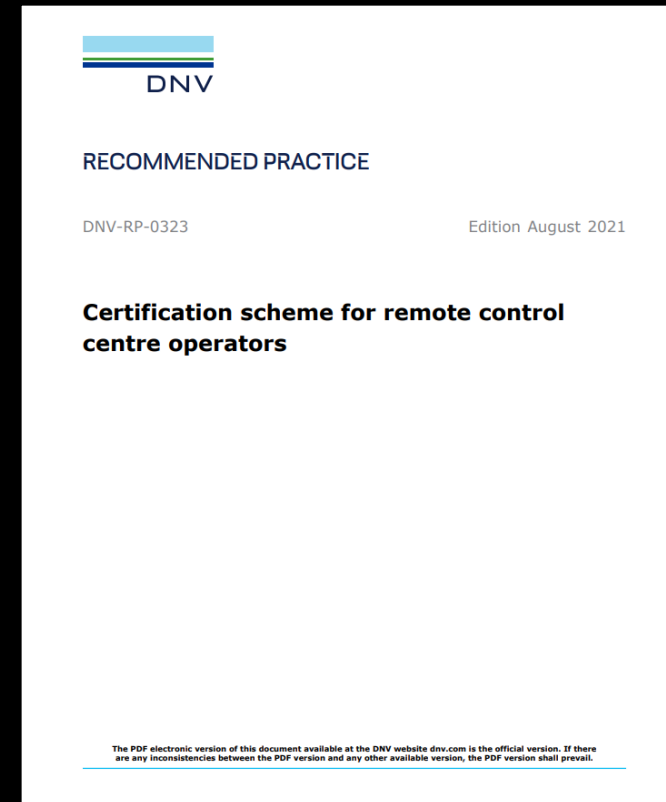 DNV
RECOMMENDED PRACTICE
DNV-RP-0323 Edition August 2021
Certification scheme for remote control
centre operators
The PDF electronic version of this document available at the DNV website dnv.com is the official version. If there
are any inconsistencies between the PDF version and any other available version, the PDF version shall prevail.